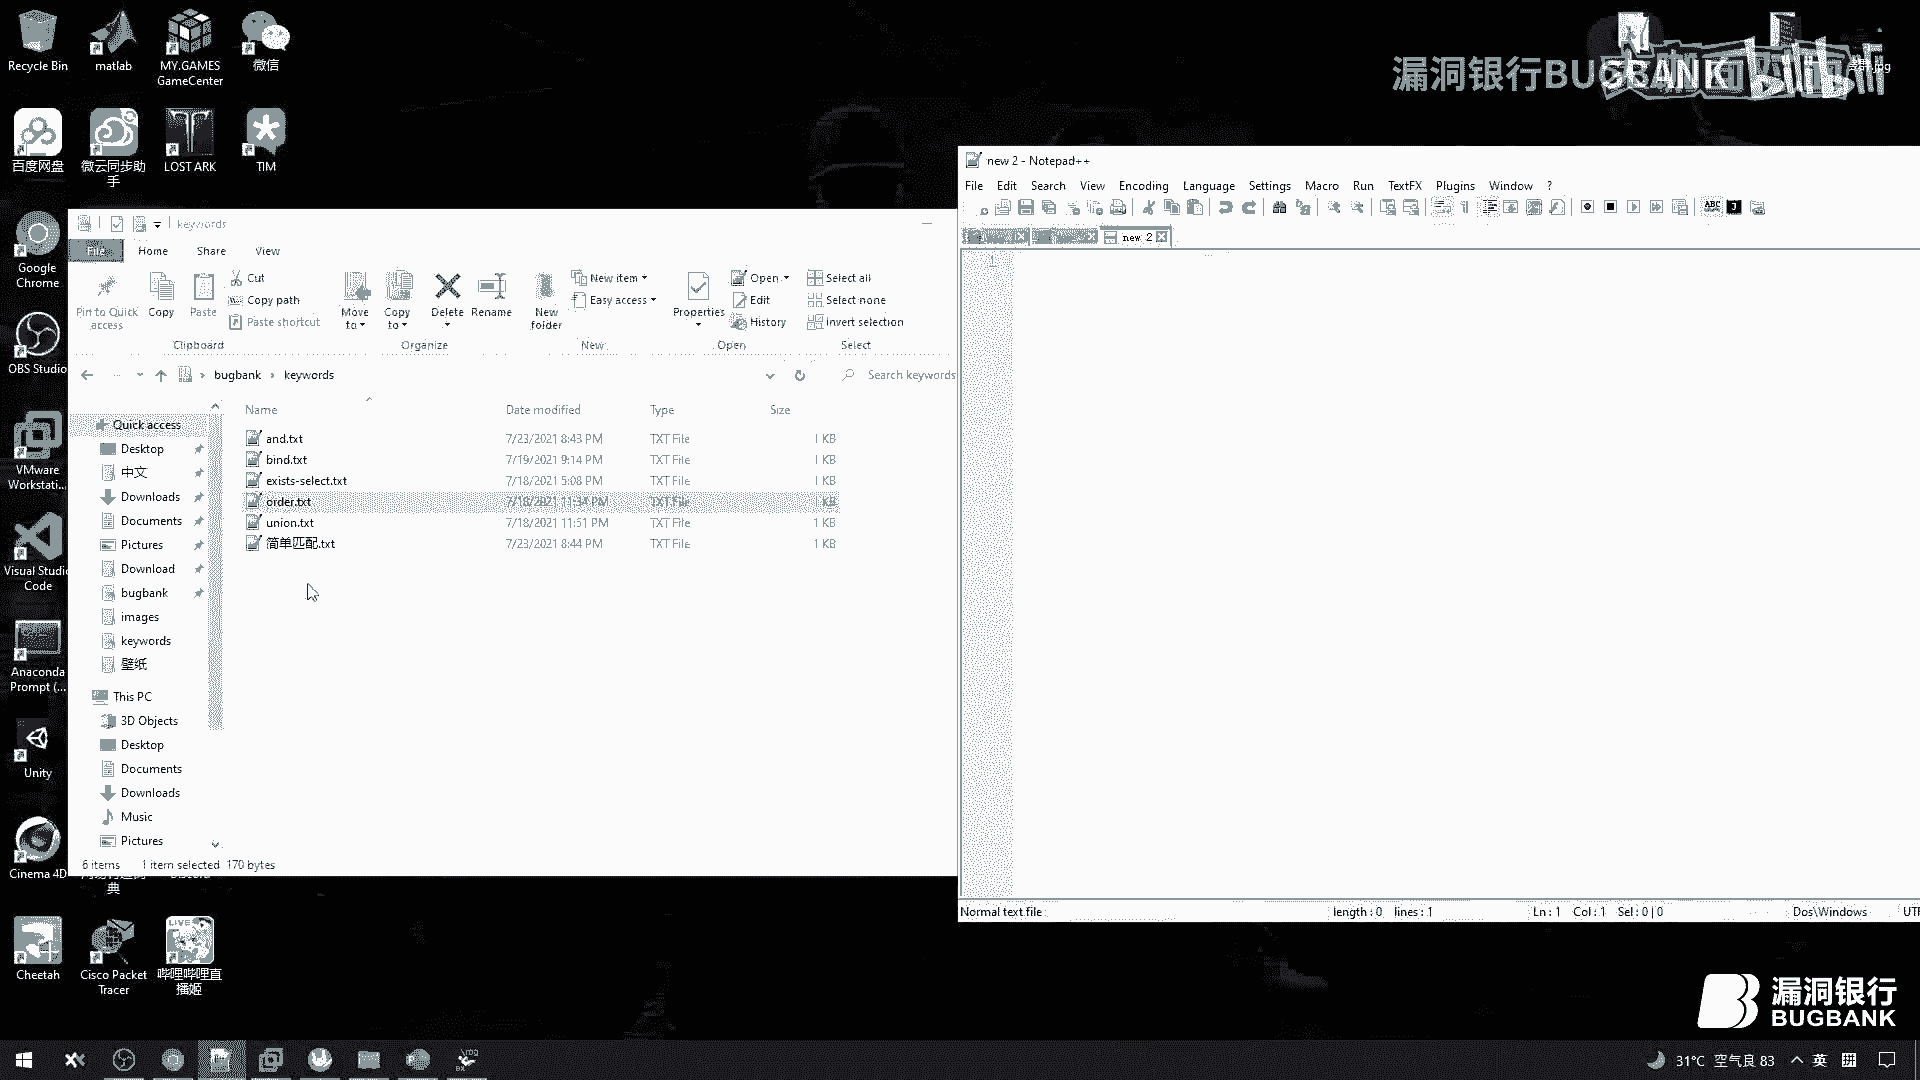 Recycle Bin
matlab
MY.GAMES
GameCenter
微信
百度网盘
微云同步助
手
LOST ARK
TIM
漏洞银行BUGBANK
bilibili
Google
Chrome
OBS Studio
VMware
Workstati...
Visual Studi
Code
Anaconda
Prompt (...
Unity
Cinema 4D
典
Cheetah
Cisco Packet
Tracer
哔哩哔哩直
播姬
keywords
File
Home
Share
View
Pin to Quick
access
Copy
Paste
Cut
Copy path
Paste shortcut
Clipboard
Move
to
Copy
to
Delete
Rename
Organize
New
folder
New item
Easy access
New
Properties
Open
Edit
History
Open
Select all
Select none
Invert selection
Select
bugbank
keywords
Search keywords
Quick access
Desktop
中文
Downloads
Documents
Pictures
Download
bugbank
images
keywords
壁纸
This PC
3D Objects
Desktop
Documents
Downloads
Music
Pictures
Name Date modified Type Size
and.txt 7/23/2021 8:43 PM TXT File 1 KB
bind.txt 7/19/2021 9:14 PM TXT File 1 KB
exists-select.txt 7/18/2021 5:08 PM TXT File 1 KB
order.txt 7/18/2021 11:34 PM TXT File KB
union.txt 7/18/2021 11:51 PM TXT File 1 KB
简单匹配.txt 7/23/2021 8:44 PM TXT File 1 KB
6 items 1 item selected 170 bytes
new 2 - Notepad++
File Edit Search View Encoding Language Settings Macro Run TextFX Plugins Window ?
new 2
1
Normal text file
length : 0 lines : 1
Ln : 1 Col : 1 Sel : 0 | 0
Dos\Windows
UTF
漏洞银行
BUGBANK
31°C 空气良 83
英